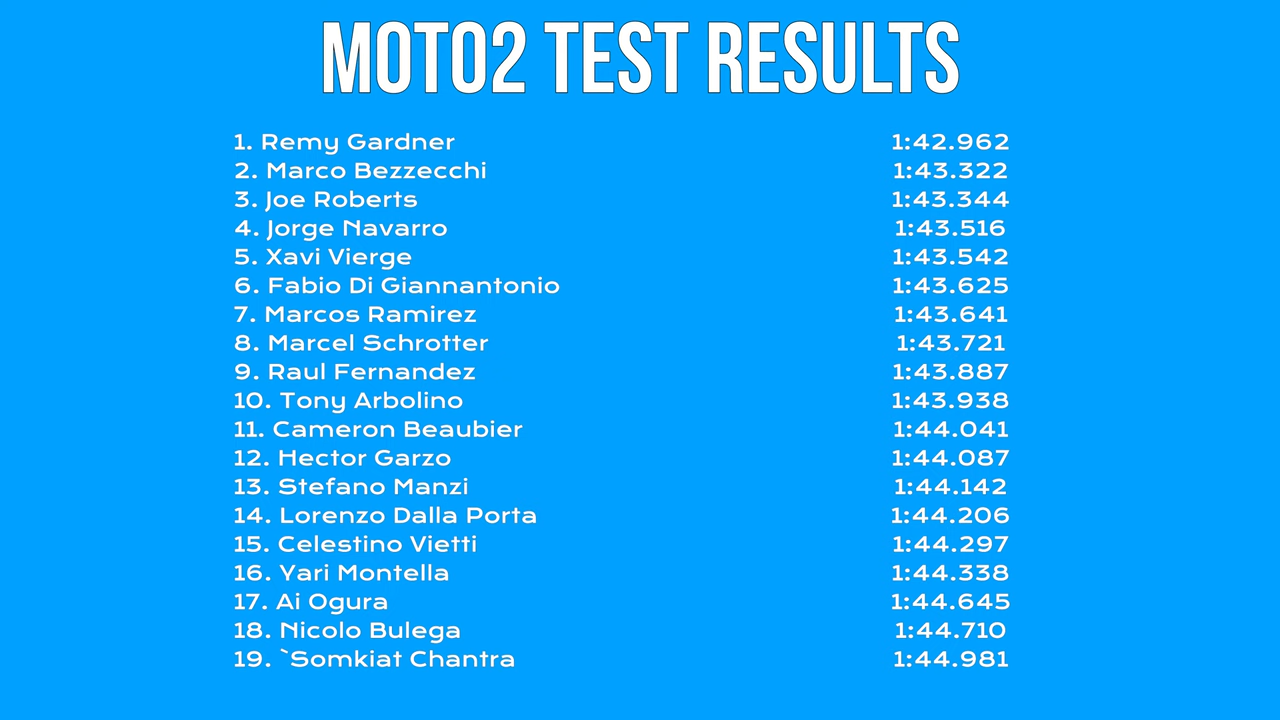 MOTO2 TEST RESULTS
1. Remy Gardner 1:42.962
2. Marco Bezzecchi 1:43.322
3. Joe Roberts 1:43.344
4. Jorge Navarro 1:43.516
5. Xavi Vierge 1:43.542
6. Fabio Di Giannantonio 1:43.625
7. Marcos Ramirez 1:43.641
8. Marcel Schrotter 1:43.721
9. Raul Fernandez 1:43.887
10. Tony Arbolino 1:43.938
11. Cameron Beaubier 1:44.041
12. Hector Garzo 1:44.087
13. Stefano Manzi 1:44.142
14. Lorenzo Dalla Porta 1:44.206
15. Celestino Vietti 1:44.297
16. Yari Montella 1:44.338
17. Ai Ogura 1:44.645
18. Nicolo Bulega 1:44.710
19. `Somkiat Chantra 1:44.981